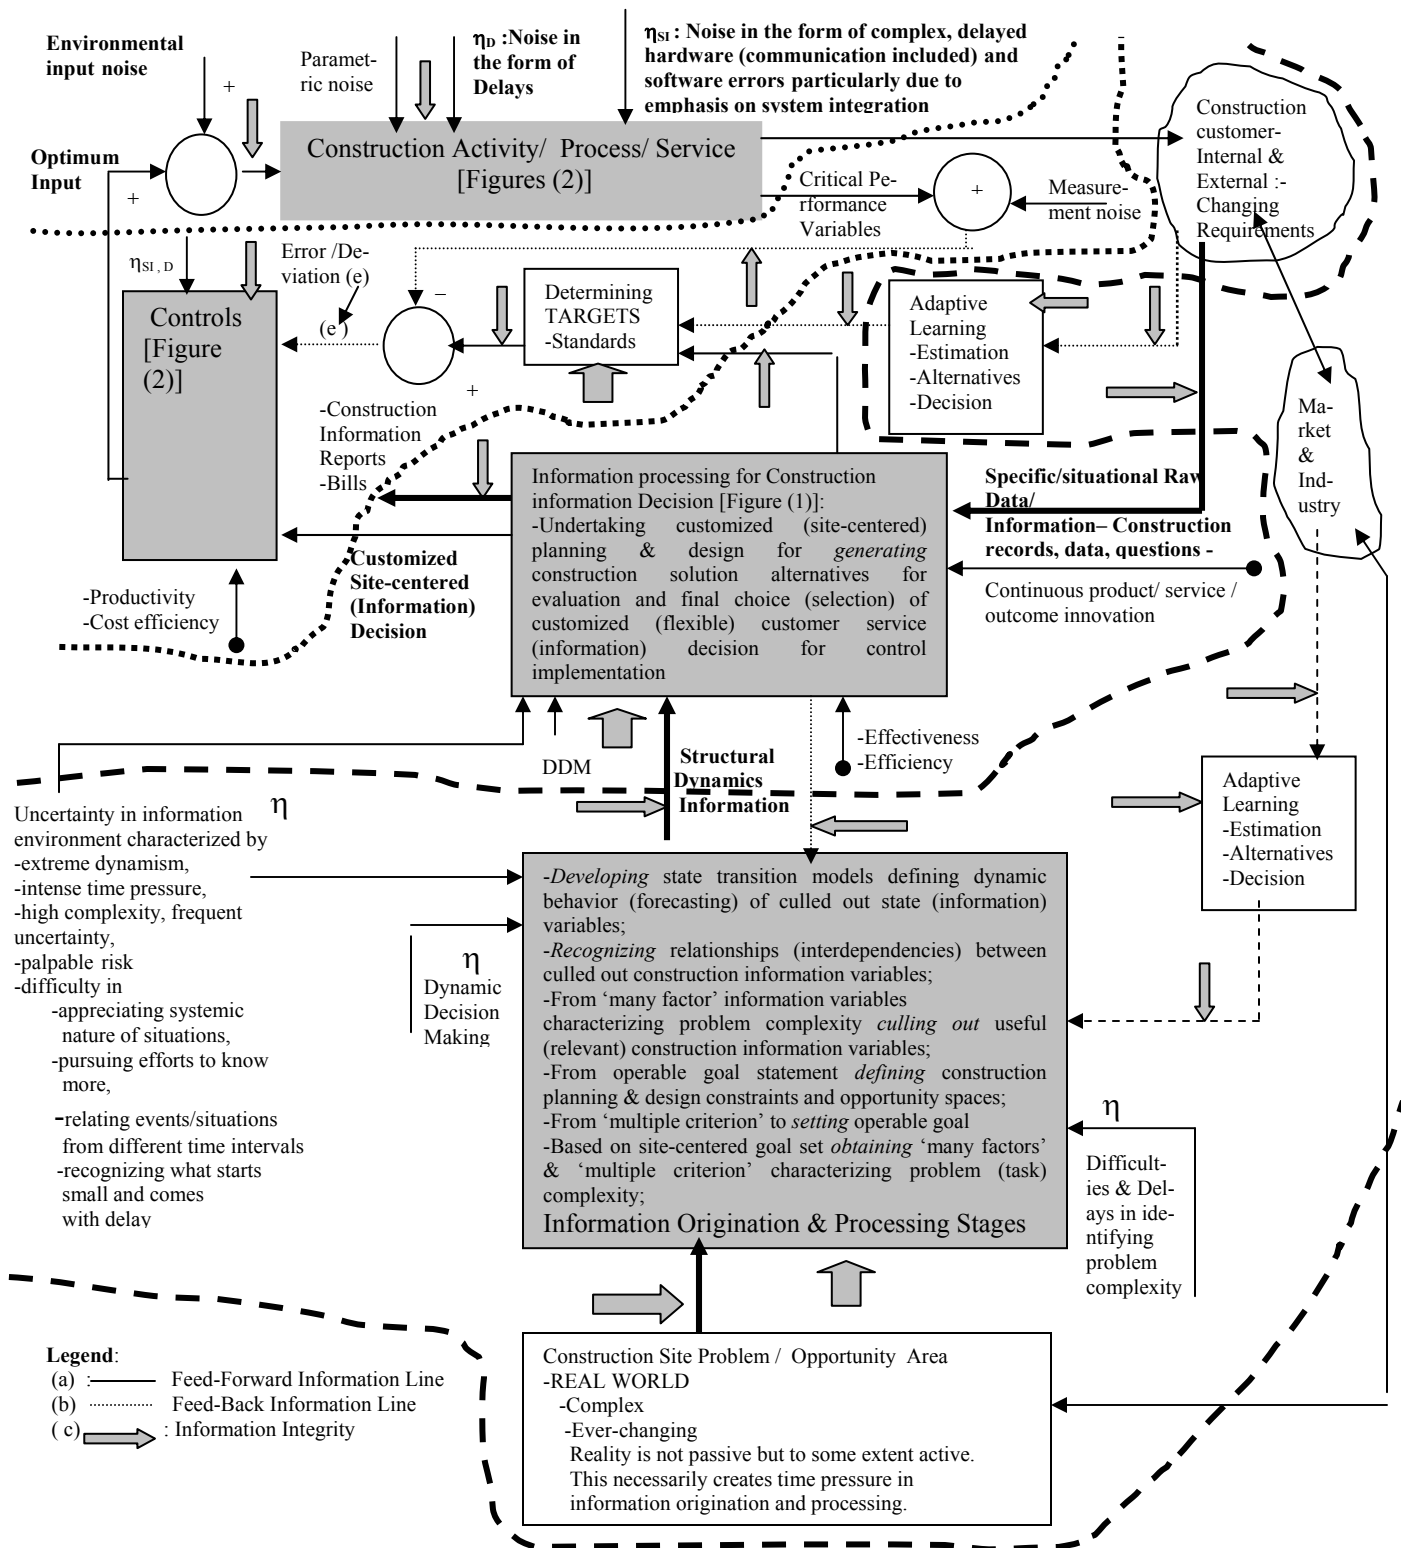 Environmental
input noise
+
Optimum
Input
+
Paramet-
ric noise
ηD :Noise in
the form of
Delays
ηSI : Noise in the form of complex, delayed
hardware (communication included) and
software errors particularly due to
emphasis on system integration
Construction Activity/ Process/ Service
[Figures (2)]
Critical Pe-
rformance
Variables
+
Measure-
ment noise
Construction
customer-
Internal &
External :-
Changing
Requirements
ηSI , D
Error /De-
viation (e)
(e)
−
+
Controls
[Figure
(2)]
Determining
TARGETS
-Standards
Adaptive
Learning
-Estimation
-Alternatives
-Decision
Ma-
rket
&
Ind-
ustry
-Construction
Information
Reports
-Bills
Information processing for Construction
information Decision [Figure (1)]:
-Undertaking customized (site-centered)
planning & design for generating
construction solution alternatives for
evaluation and final choice (selection) of
customized (flexible) customer service
(information) decision for control
implementation
Specific/situational Raw
Data/
Information– Construction
records, data, questions -
Continuous product/ service /
outcome innovation
Customized
Site-centered
(Information)
Decision
-Productivity
-Cost efficiency
DDM
Structural
Dynamics
Information
-Effectiveness
-Efficiency
η
Uncertainty in information
environment characterized by
-extreme dynamism,
-intense time pressure,
-high complexity, frequent
uncertainty,
-palpable risk
-difficulty in
-appreciating systemic
nature of situations,
-pursuing efforts to know
more,
-relating events/situations
from different time intervals
-recognizing what starts
small and comes
with delay
η
Dynamic
Decision
Making
-Developing state transition models defining dynamic
behavior (forecasting) of culled out state (information)
variables;
-Recognizing relationships (interdependencies) between
culled out construction information variables;
-From ‘many factor’ information variables
characterizing problem complexity culling out useful
(relevant) construction information variables;
-From operable goal statement defining construction
planning & design constraints and opportunity spaces;
-From ‘multiple criterion’ to setting operable goal
-Based on site-centered goal set obtaining ‘many factors’
& ‘multiple criterion’ characterizing problem (task)
complexity;
Information Origination & Processing Stages
Adaptive
Learning
-Estimation
-Alternatives
-Decision
η
Difficult-
ies & Del-
ays in ide-
ntifying
problem
complexity
Construction Site Problem / Opportunity Area
-REAL WORLD
-Complex
-Ever-changing
Reality is not passive but to some extent active.
This necessarily creates time pressure in
information origination and processing.
Legend:
(a) : Feed-Forward Information Line
(b) Feed-Back Information Line
( c) : Information Integrity